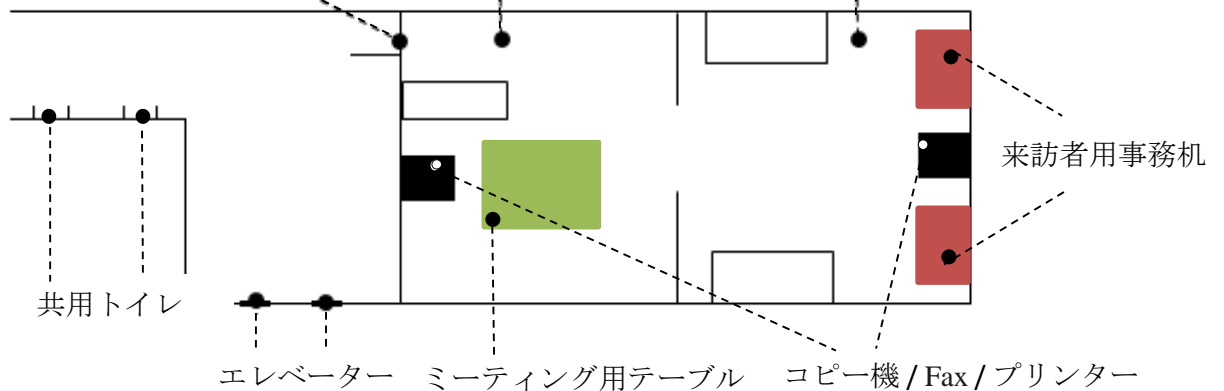 来訪者用事務机
共用トイレ
エレベーター
ミーティング用テーブル
コピー機 / Fax / プリンター